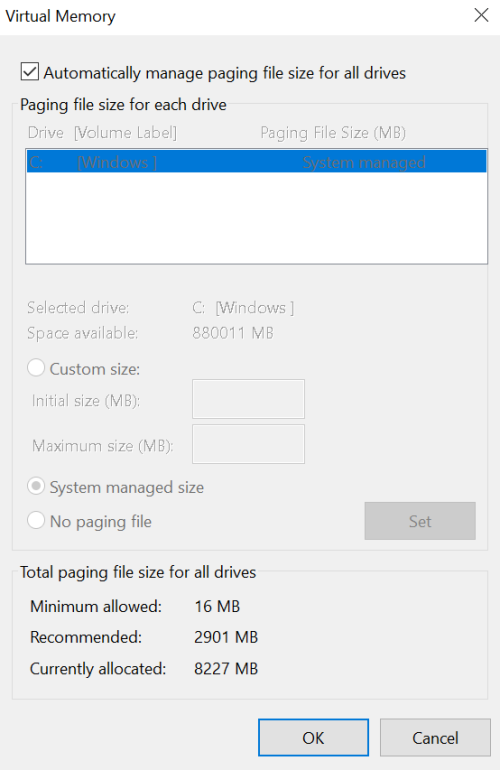 Virtual Memory
Automatically manage paging file size for all drives
Paging file size for each drive
Drive [Volume Label] Paging File Size (MB)
C: [Windows ] System managed
Selected drive: C: [Windows ]
Space available: 880011 MB
Custom size:
Initial size (MB):
Maximum size (MB):
System managed size
No paging file
Set
Total paging file size for all drives
Minimum allowed: 16 MB
Recommended: 2901 MB
Currently allocated: 8227 MB
OK Cancel